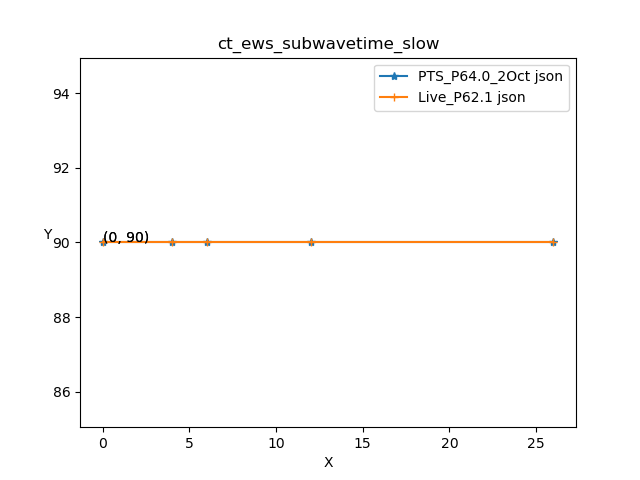 ct_ews_subwavetime_slow
PTS_P64.0_2Oct json
Live_P62.1 json
94
92
Y
90
(0, 90)
88
86
0 5 10 15 20 25
X